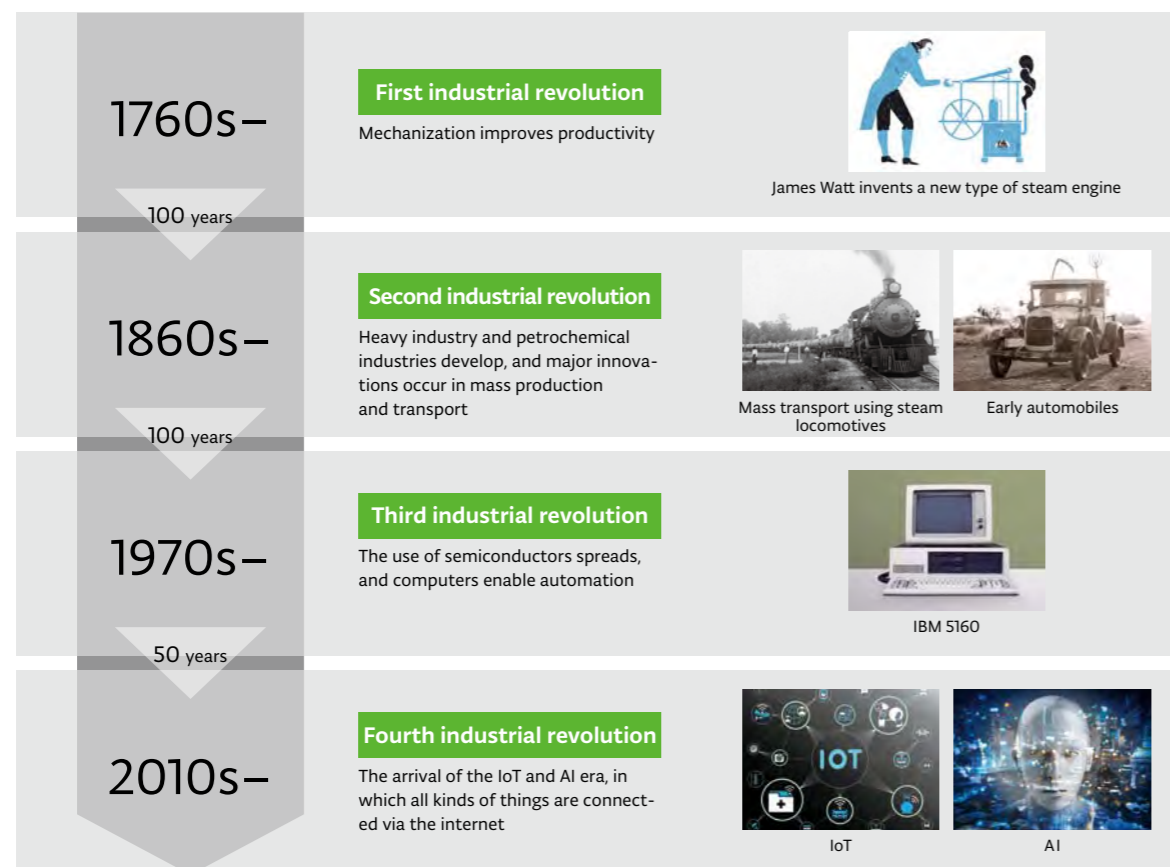 1760s–
First industrial revolution
Mechanization improves productivity
James Watt invents a new type of steam engine
100 years
1860s–
Second industrial revolution
Heavy industry and petrochemical
industries develop, and major innova-
tions occur in mass production
and transport
Mass transport using steam
locomotives
Early automobiles
100 years
1970s–
Third industrial revolution
The use of semiconductors spreads,
and computers enable automation
IBM 5160
50 years
2010s–
Fourth industrial revolution
The arrival of the IoT and AI era, in
which all kinds of things are connect-
ed via the internet
IOT
IoT
AI